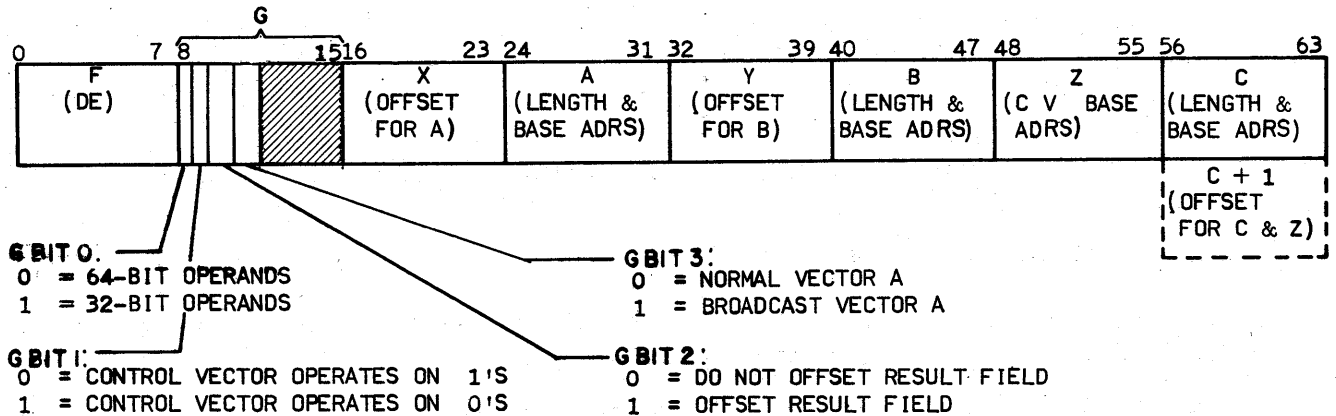 G
0 7 8 15 16 23 24 31 32 39 40 47 48 55 56 63
F X A Y B Z C
(DE) (OFFSET (LENGTH & (OFFSET (LENGTH & (C V BASE (LENGTH &
FOR A) BASE ADRS) FOR B) BASE ADRS) ADRS) BASE ADRS)
C + 1
(OFFSET
FOR C & Z)
G BIT 0:
0 = 64-BIT OPERANDS
1 = 32-BIT OPERANDS
G BIT 3:
0 = NORMAL VECTOR A
1 = BROADCAST VECTOR A
G BIT 1:
0 = CONTROL VECTOR OPERATES ON 1'S
1 = CONTROL VECTOR OPERATES ON 0'S
G BIT 2:
0 = DO NOT OFFSET RESULT FIELD
1 = OFFSET RESULT FIELD